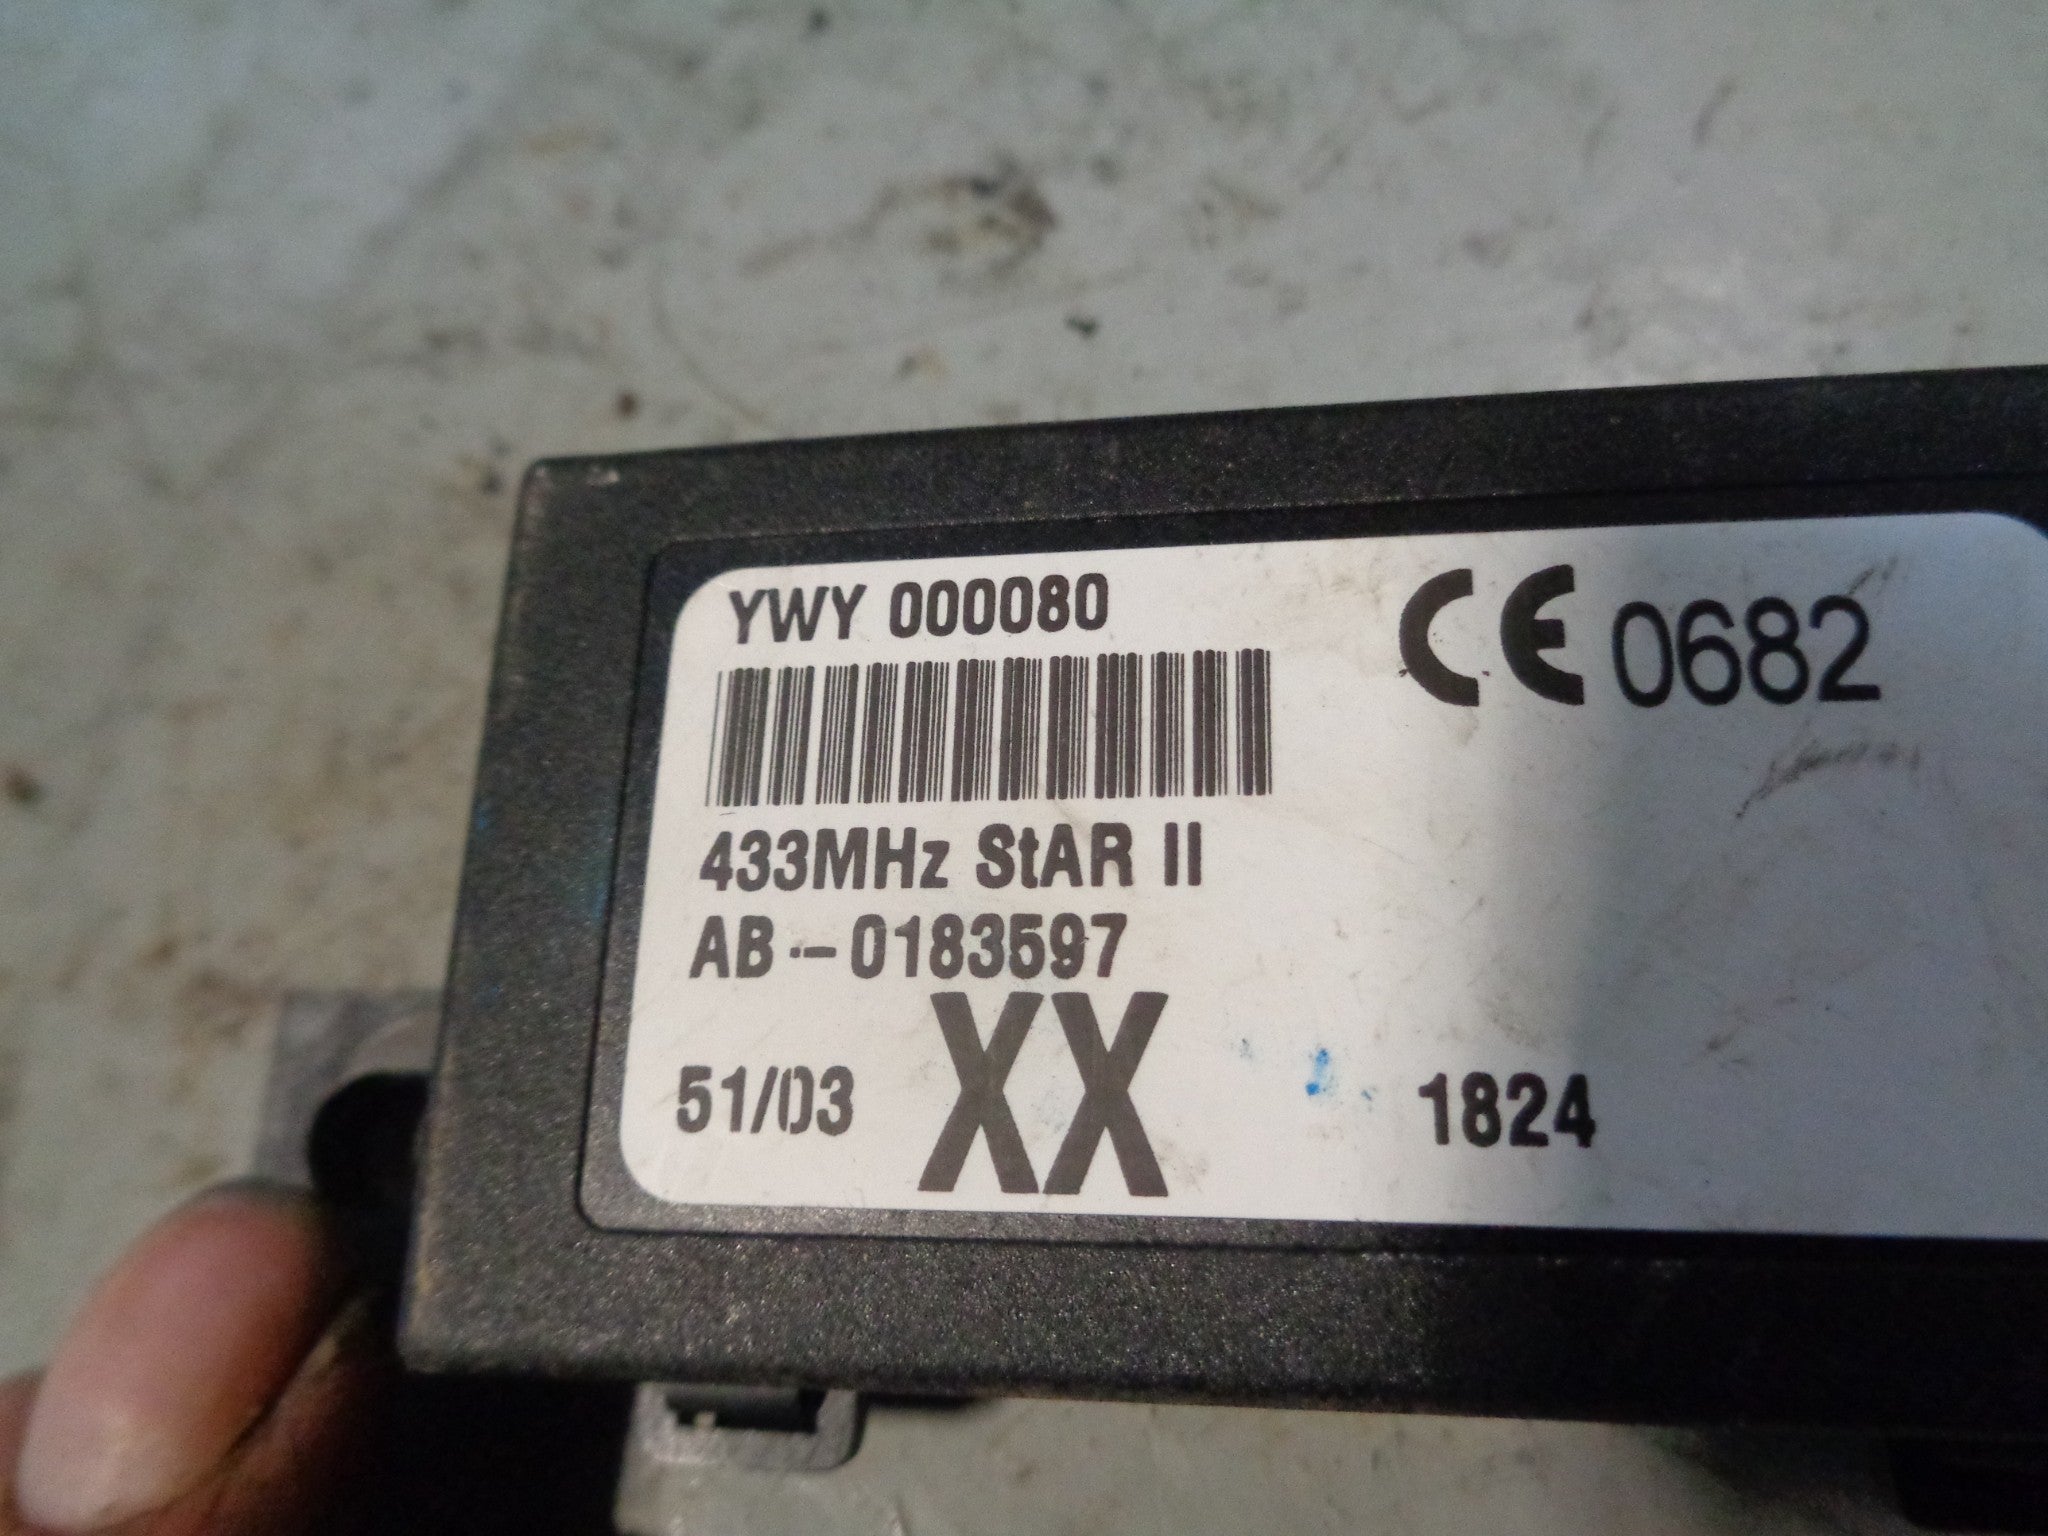 YWY 000080
CE 0682
433MHz StAR II
AB -- 0183597
51/03 XX 1824